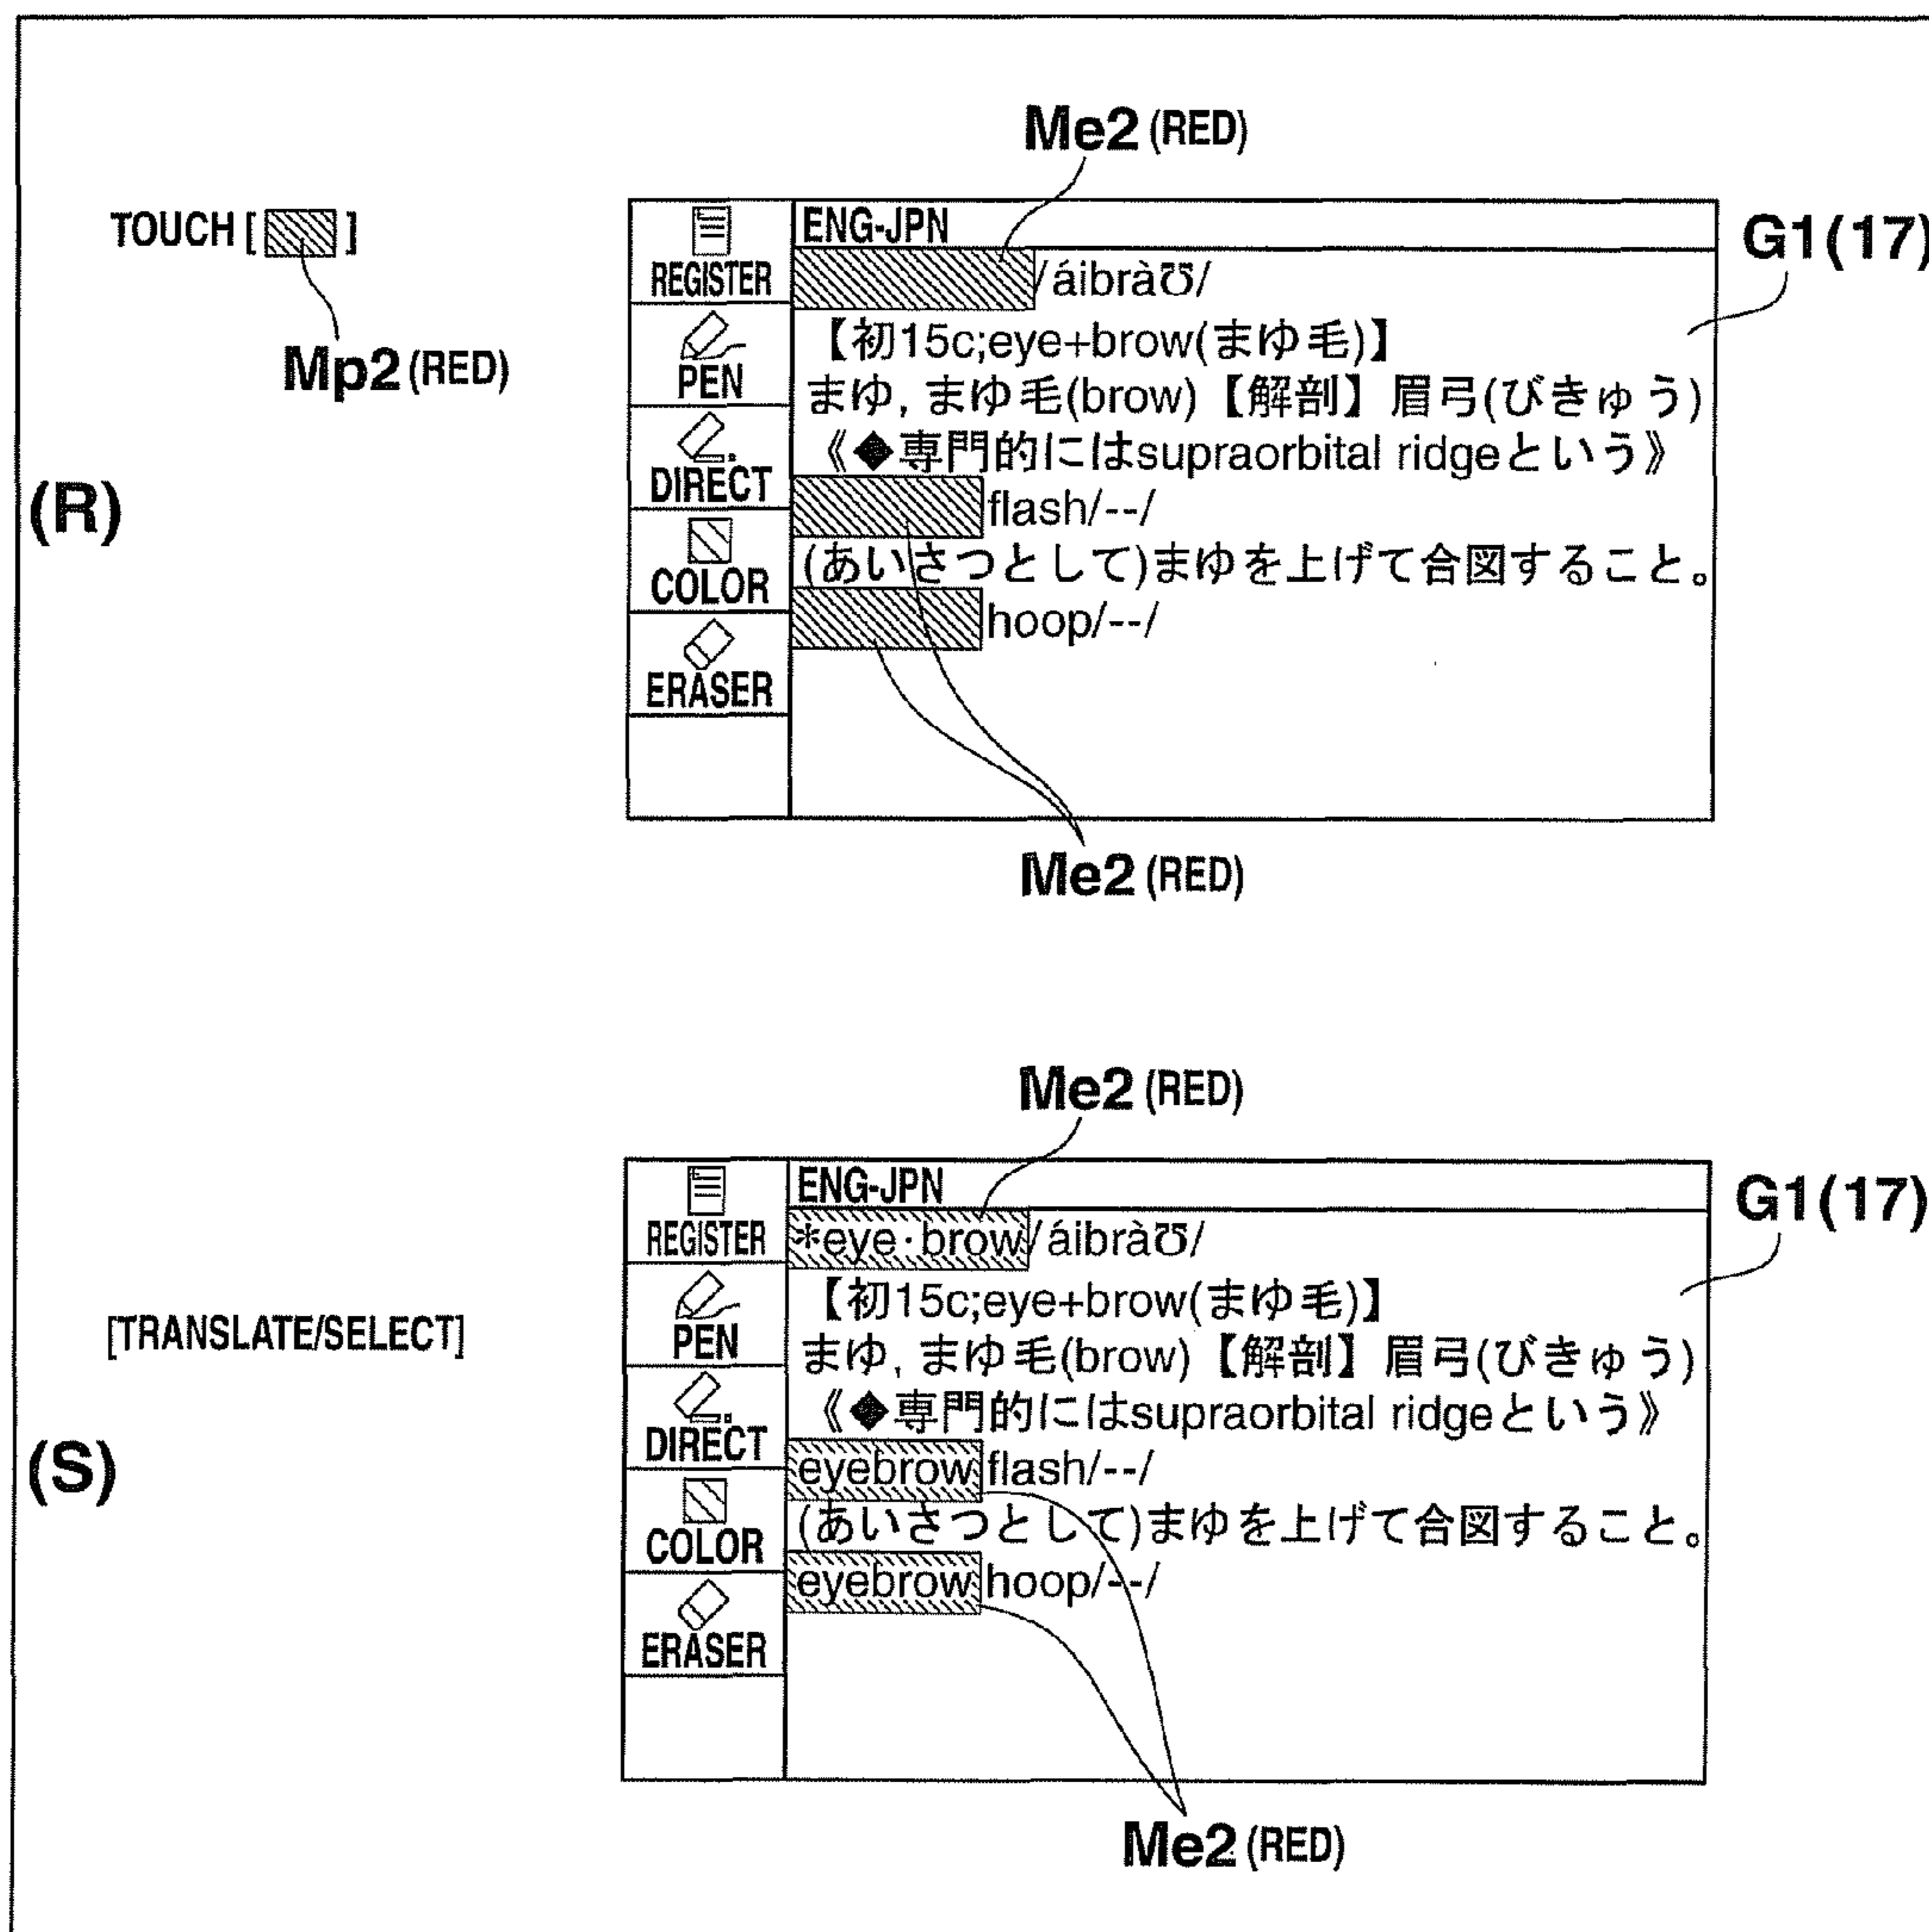 (R)
TOUCH [ ]
Mp2 (RED)
Me2 (RED)
G1(17)
REGISTER
PEN
DIRECT
COLOR
ERASER
ENG-JPN
/áibràʊ/
【初15c;eye+brow(まゆ毛)】
まゆ, まゆ毛(brow)【解剖】眉弓(びきゅう)
《◆専門的にはsupraorbital ridgeという》
flash/--/
(あいさつとして)まゆを上げて合図すること。
hoop/--/
Me2 (RED)
(S)
[TRANSLATE/SELECT]
Me2 (RED)
G1(17)
REGISTER
PEN
DIRECT
COLOR
ERASER
ENG-JPN
*eye·brow/áibràʊ/
【初15c;eye+brow(まゆ毛)】
まゆ, まゆ毛(brow)【解剖】眉弓(びきゅう)
《◆専門的にはsupraorbital ridgeという》
eyebrow flash/--/
(あいさつとして)まゆを上げて合図すること。
eyebrow hoop/--/
Me2 (RED)